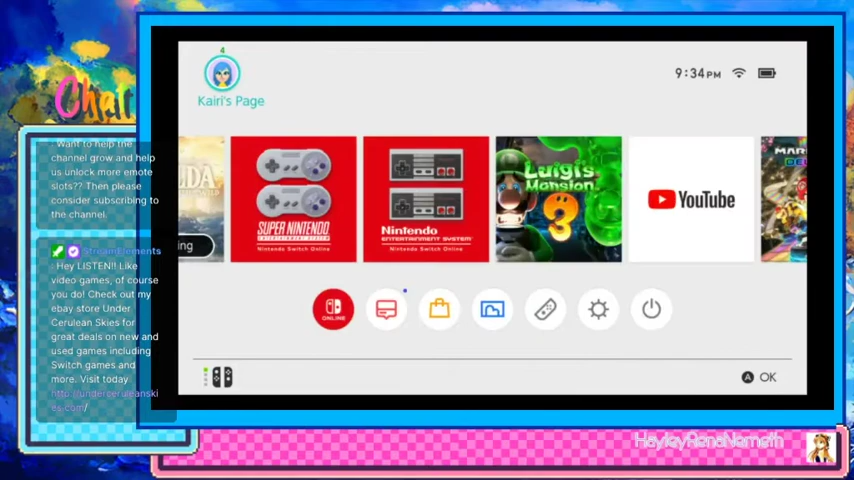 Chat
Want to help the
channel grow and help
us unlock more emote
slots?? Then please
consider subscribing to
the channel
StreamElements
: Hey LISTEN!! Like
video games, of course
you do! Check out my
ebay store Under
Cerulean Skies for
great deals on new and
used games including
Switch games and
more. Visit today
http://underceruleanski
es.com/
4
Kairi's Page
9:34 PM
SUPER NINTENDO
ENTERTAINMENT SYSTEM
Nintendo Switch Online
Nintendo
ENTERTAINMENT SYSTEM
Nintendo Switch Online
LUIGI'S
MANSION
3
YouTube
ONLINE
A OK
HayleyRenaNemeth